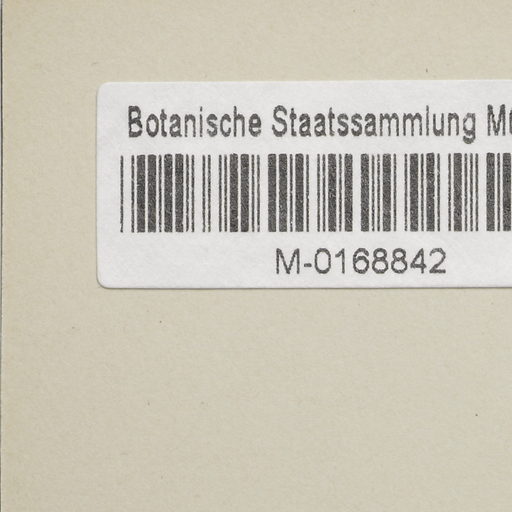 Botanische Staatssammlung
M-0168842